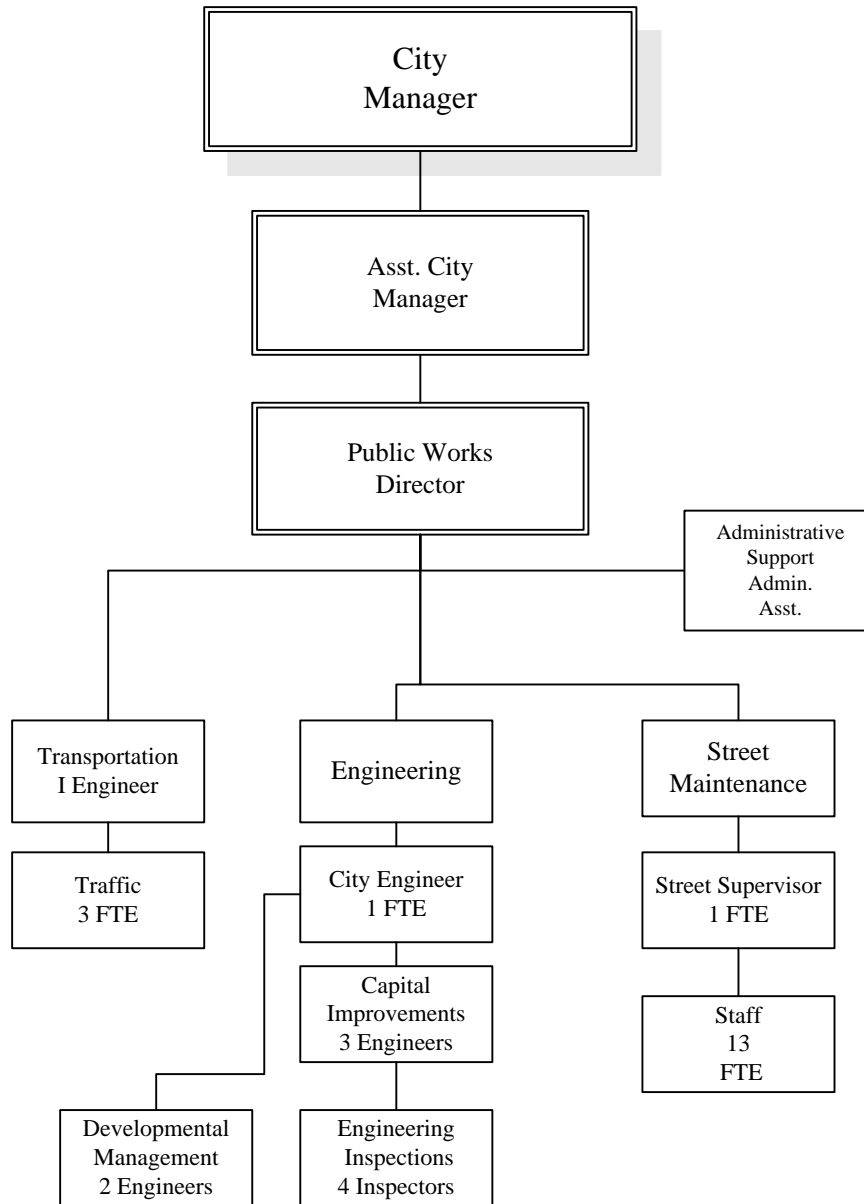 City
Manager
Asst. City
Manager
Public Works
Director
Administrative
Support
Admin.
Asst.
Transportation
I Engineer
Engineering
Street
Maintenance
Traffic
3 FTE
City Engineer
1 FTE
Street Supervisor
1 FTE
Capital
Improvements
3 Engineers
Staff
13
FTE
Developmental
Management
2 Engineers
Engineering
Inspections
4 Inspectors